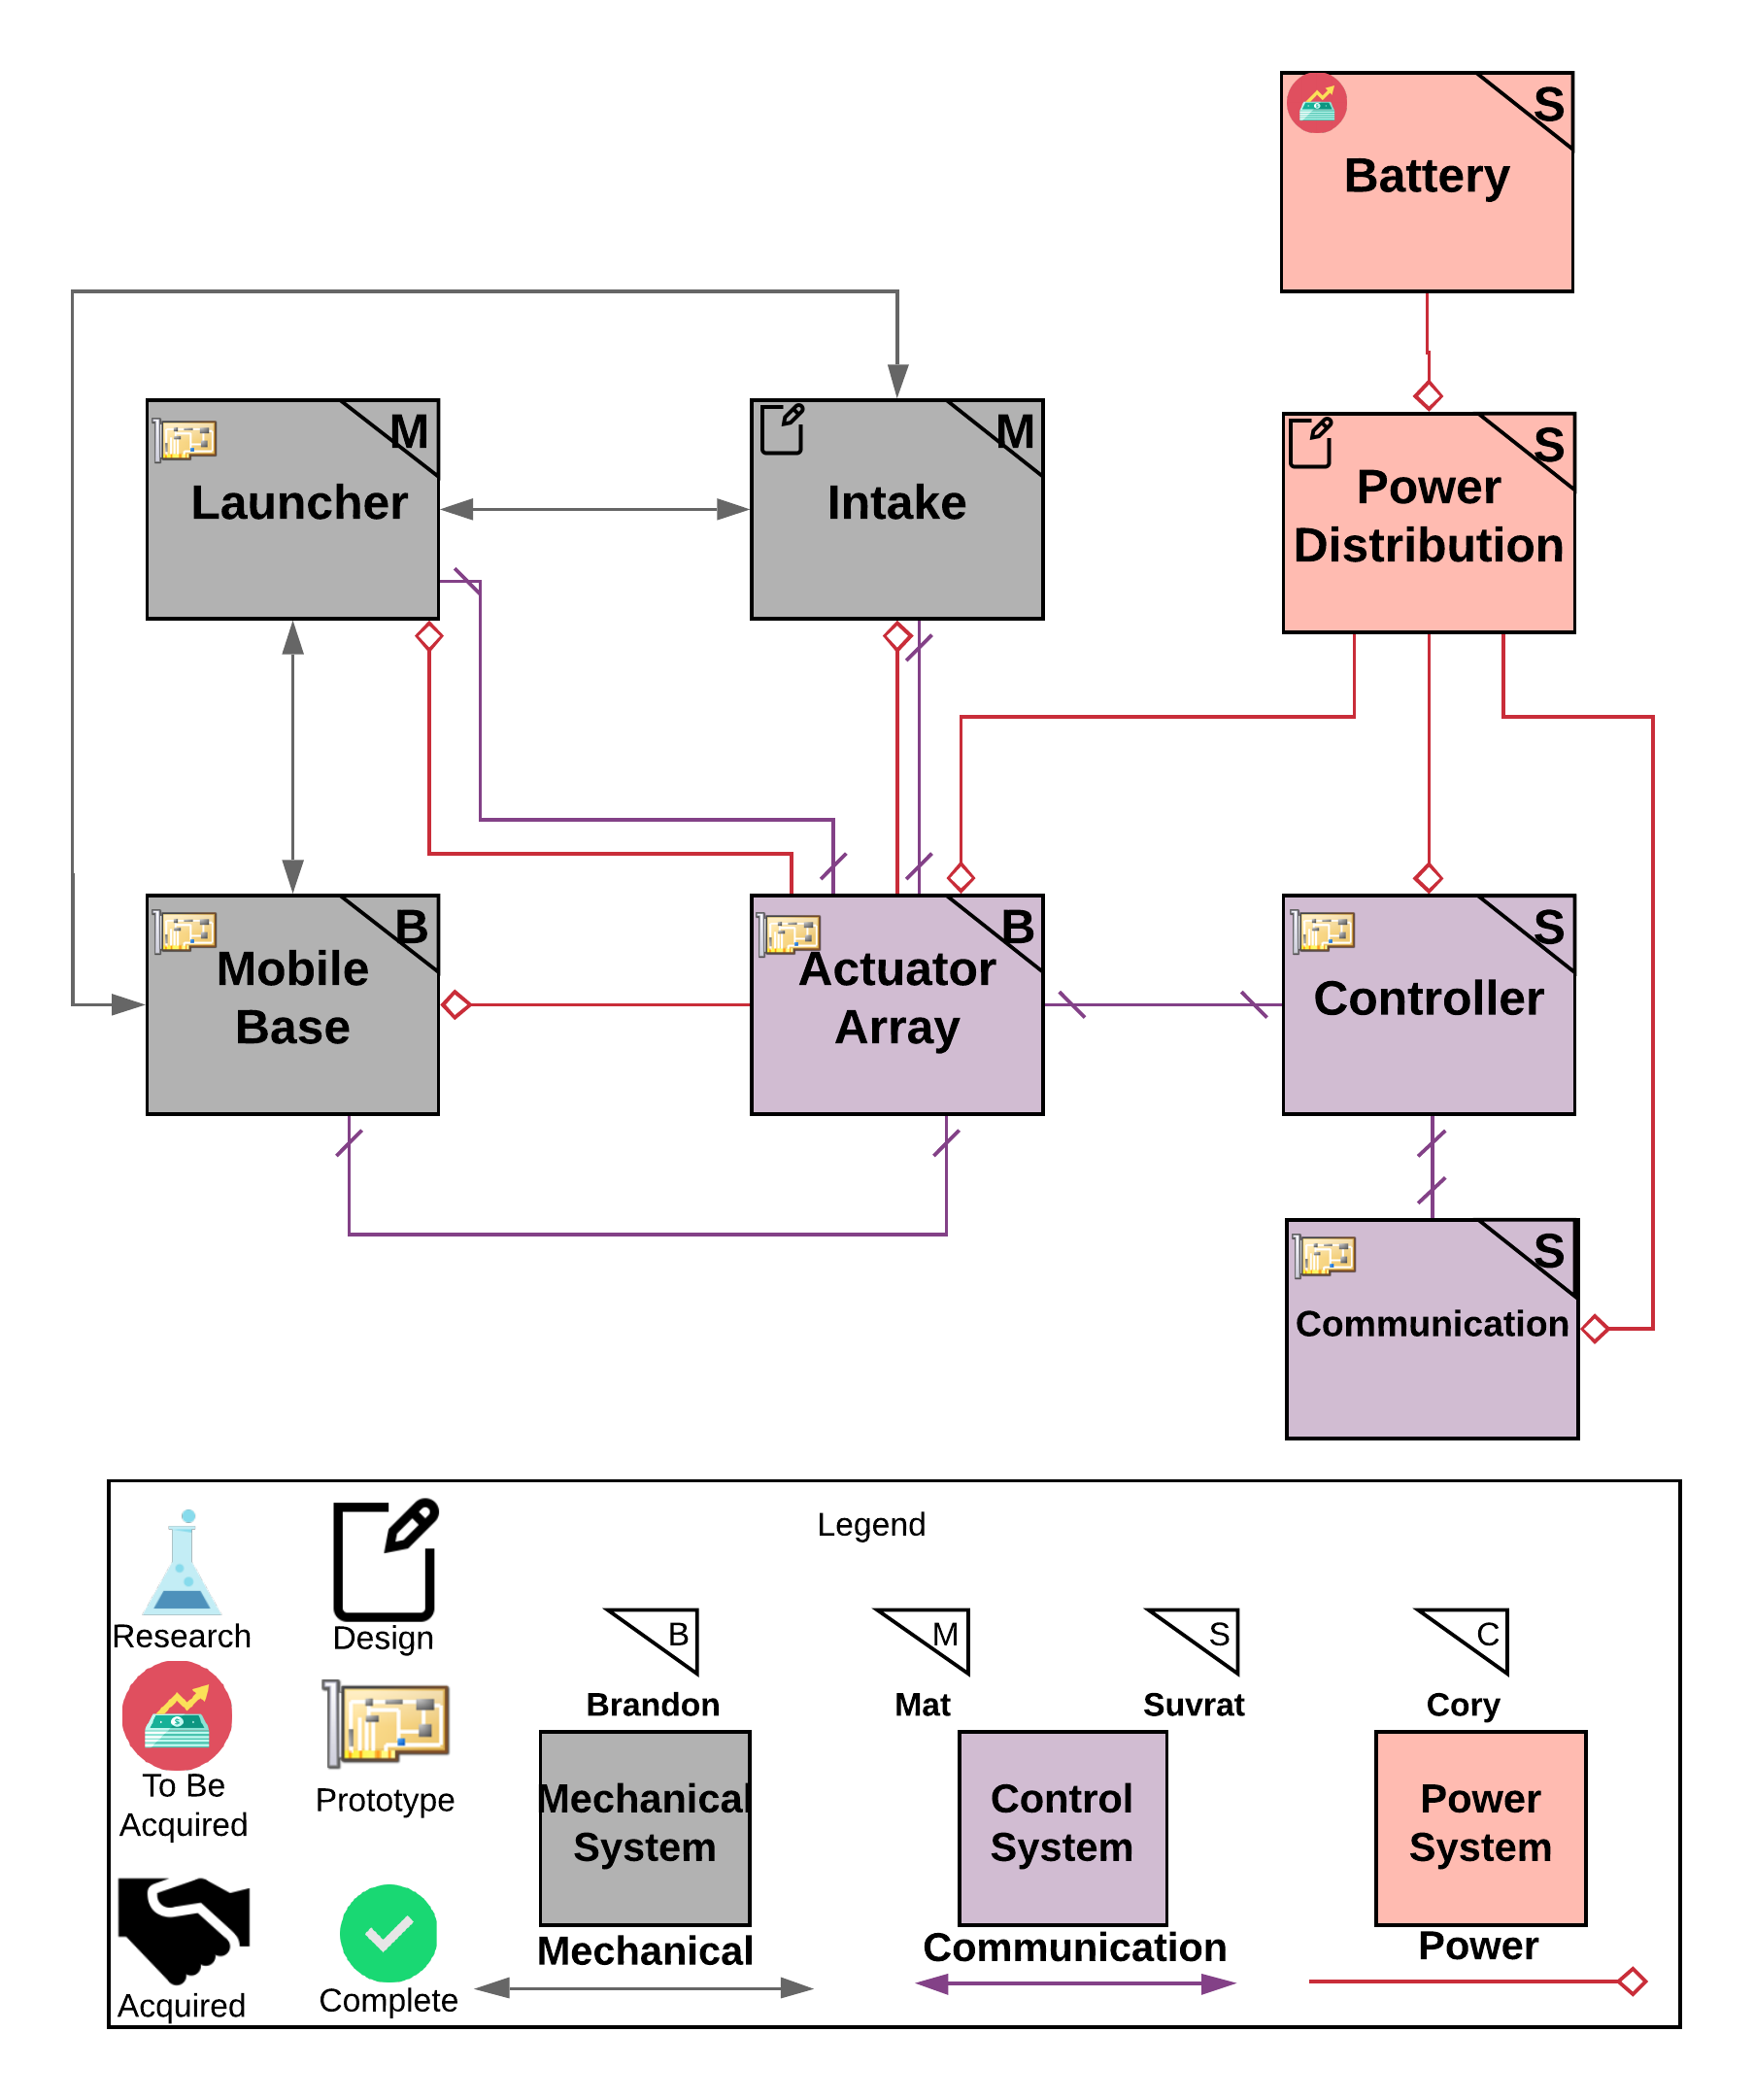 S
Battery
M
Launcher
M
Intake
S
Power
Distribution
B
Mobile
Base
B
Actuator
Array
S
Controller
S
Communication
Legend
Research
Design
B
M
S
C
Brandon
Mat
Suvrat
Cory
To Be
Acquired
Prototype
Mechanical
System
Control
System
Power
System
Mechanical
Communication
Power
Acquired
Complete